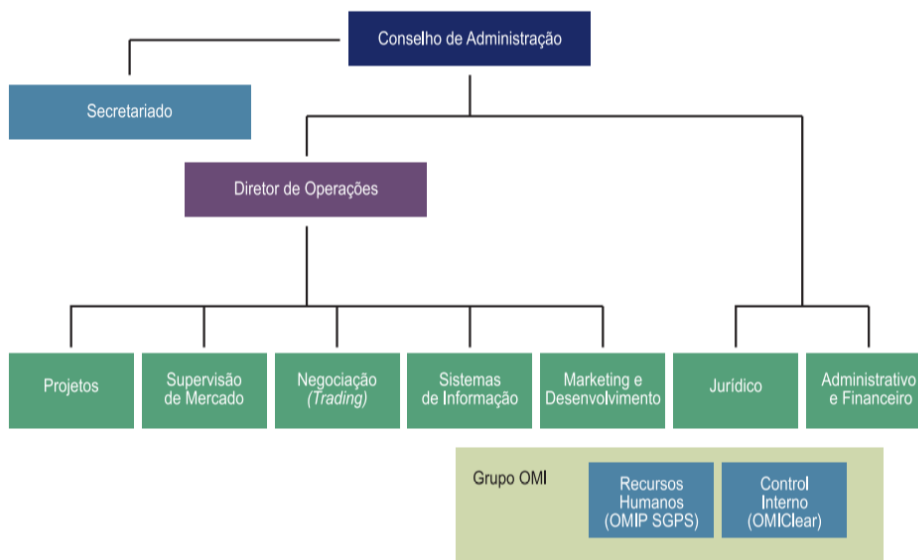 Conselho de Administração
Secretariado
Diretor de Operações
Projetos
Supervisão
de Mercado
Negociação
(Trading)
Sistemas
de Informação
Marketing e
Desenvolvimento
Jurídico
Administrativo
e Financeiro
Grupo OMI
Recursos
Humanos
(OMIP SGPS)
Control
Interno
(OMIClear)